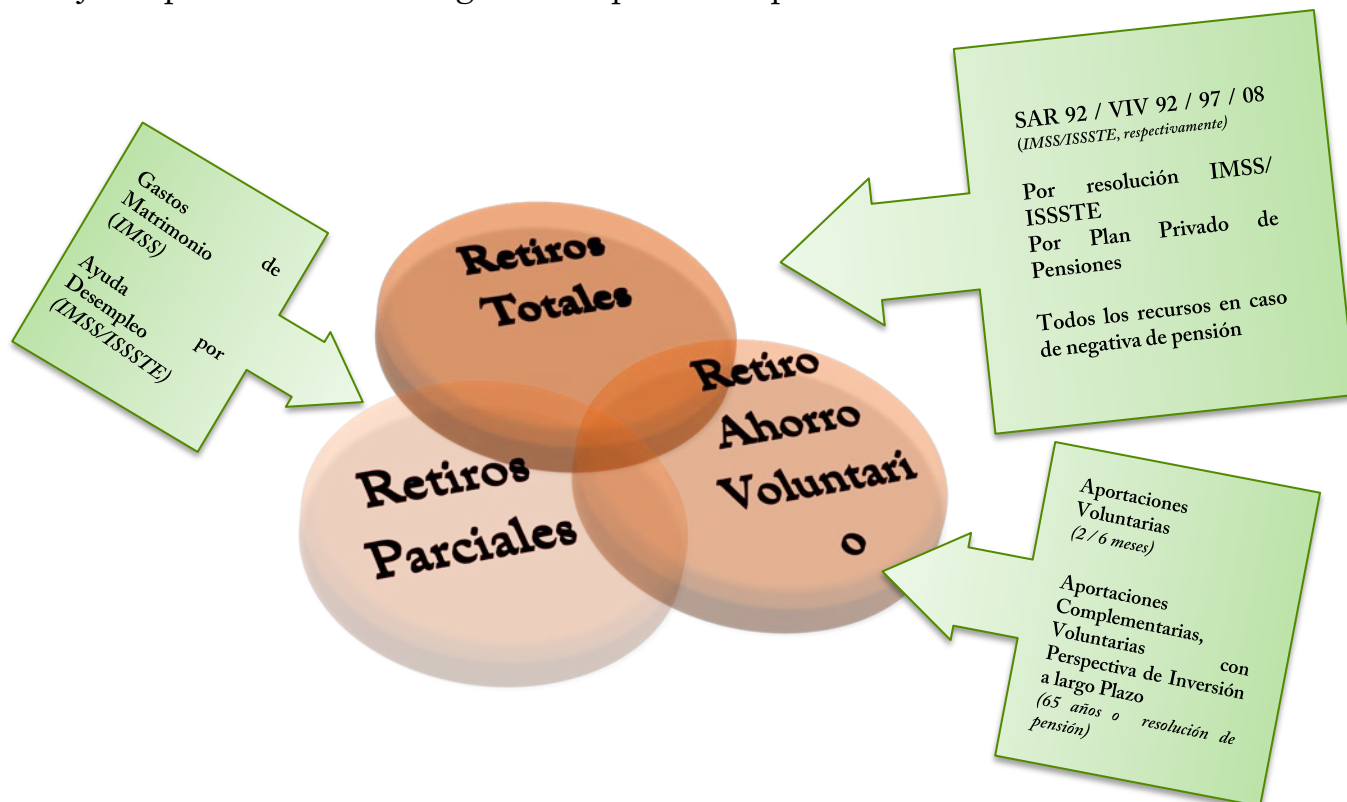 Gastos
Matrimonio de
(IMSS)
Ayuda
Desempleo por
(IMSS/ISSSTE)
Retiros
Totales
Retiros
Parciales
Retiro
Ahorro
Voluntari
o
SAR 92 / VIV 92 / 97 / 08
(IMSS/ISSSTE, respectivamente)
Por resolución IMSS/
ISSSTE
Por Plan Privado de
Pensiones
Todos los recursos en caso
de negativa de pensión
Aportaciones
Voluntarias
(2 / 6 meses)
Aportaciones
Complementarias,
Voluntarias con
Perspectiva de Inversión
a largo Plazo
(65 años o resolución de
pensión)